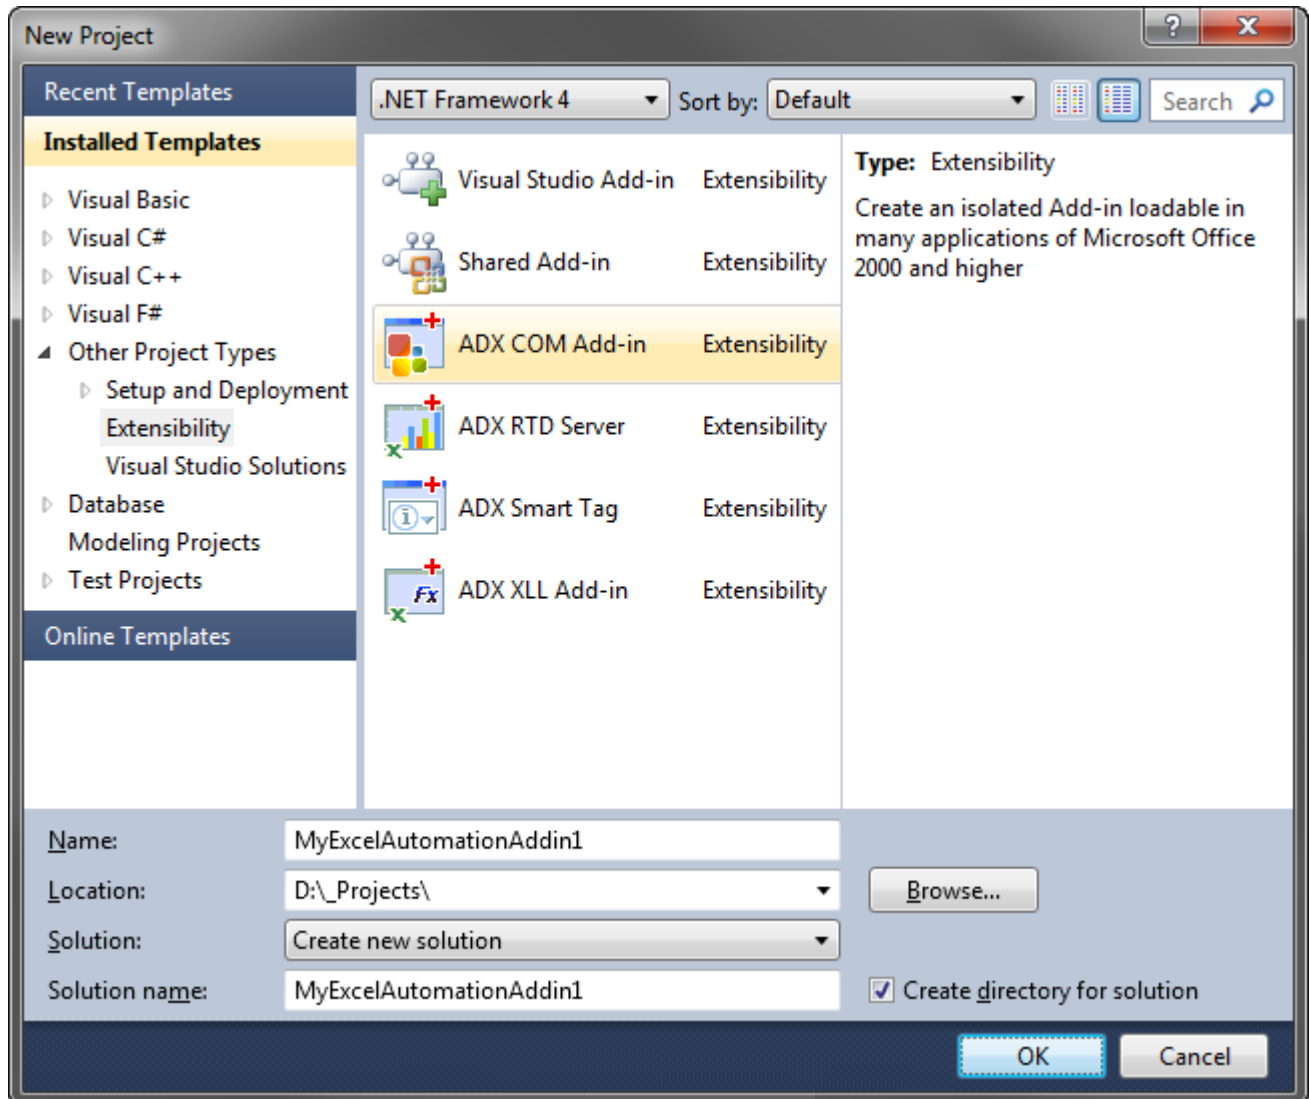 New Project
Recent Templates
Installed Templates
Visual Basic
Visual C#
Visual C++
Visual F#
Other Project Types
Setup and Deployment
Extensibility
Visual Studio Solutions
Database
Modeling Projects
Test Projects
Online Templates
.NET Framework 4 Sort by: Default Search
Visual Studio Add-in Extensibility
Shared Add-in Extensibility
ADX COM Add-in Extensibility
ADX RTD Server Extensibility
ADX Smart Tag Extensibility
ADX XLL Add-in Extensibility
Type: Extensibility
Create an isolated Add-in loadable in
many applications of Microsoft Office
2000 and higher
Name: MyExcelAutomationAddin1
Location: D:\_Projects\ Browse...
Solution: Create new solution
Solution name: MyExcelAutomationAddin1 Create directory for solution
OK Cancel